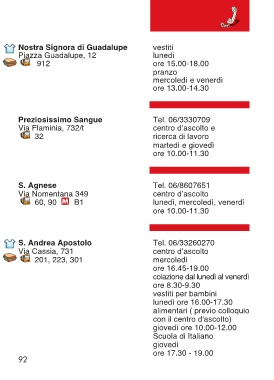 Nostra Signora di Guadalupe
Piazza Guadalupe, 12
912
vestiti
lunedì
ore 15.00-18.00
pranzo
mercoledì e venerdì
ore 13.00-14.30
Preziosissimo Sangue
Via Flaminia, 732/t
32
Tel. 06/3330709
centro d'ascolto e
ricerca di lavoro
martedì e giovedì
ore 10.00-11.30
S. Agnese
Via Nomentana 349
60, 90 M B1
Tel. 06/8607651
centro d'ascolto
lunedì, mercoledì, venerdì
ore 10.00-11.30
S. Andrea Apostolo
Via Cassia, 731
201, 223, 301
Tel. 06/33260270
centro d'ascolto
mercoledì
ore 16.45-19.00
colazione dal lunedì al venerdì
ore 8.30-9.30
vestiti per bambini
lunedì ore 16.00-17.30
alimentari ( previo colloquio
con il centro d'ascolto)
giovedì ore 10.00-12.00
Scuola di Italiano
giovedì
ore 17.30 - 19.00
92